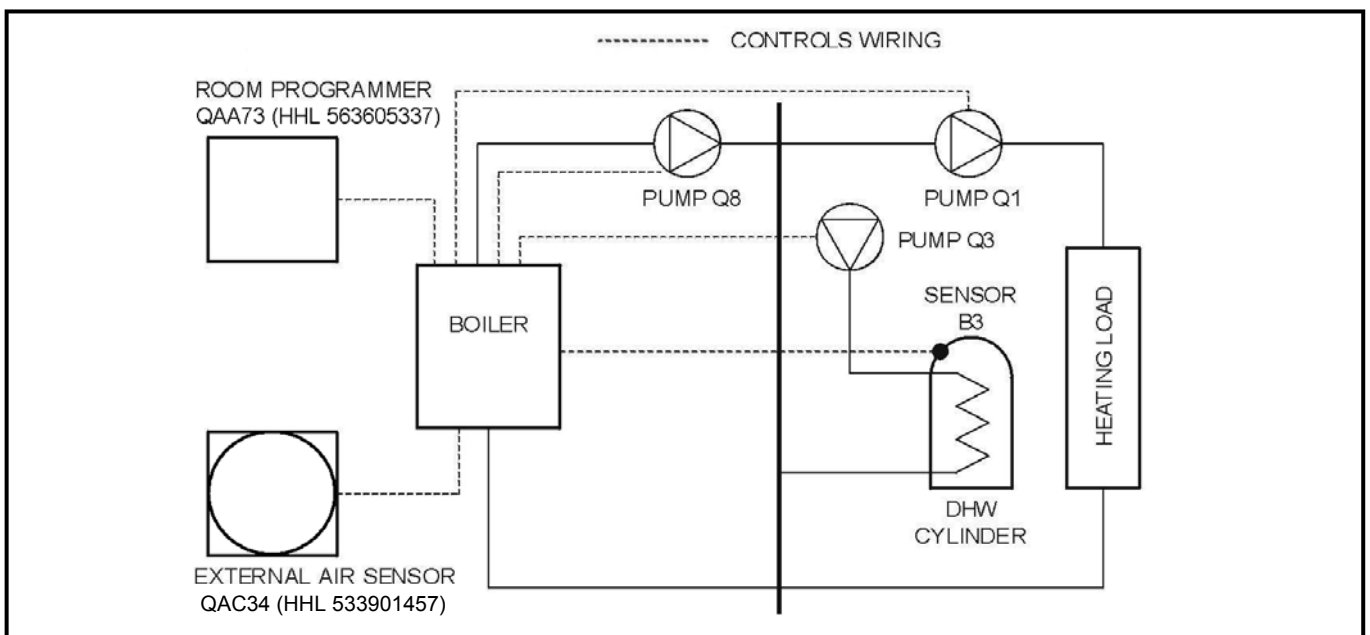 CONTROLS WIRING
ROOM PROGRAMMER
QAA73 (HHL 563605337)
PUMP Q8
PUMP Q1
PUMP Q3
SENSOR
B3
BOILER
HEATING LOAD
DHW
CYLINDER
EXTERNAL AIR SENSOR
QAC34 (HHL 533901457)